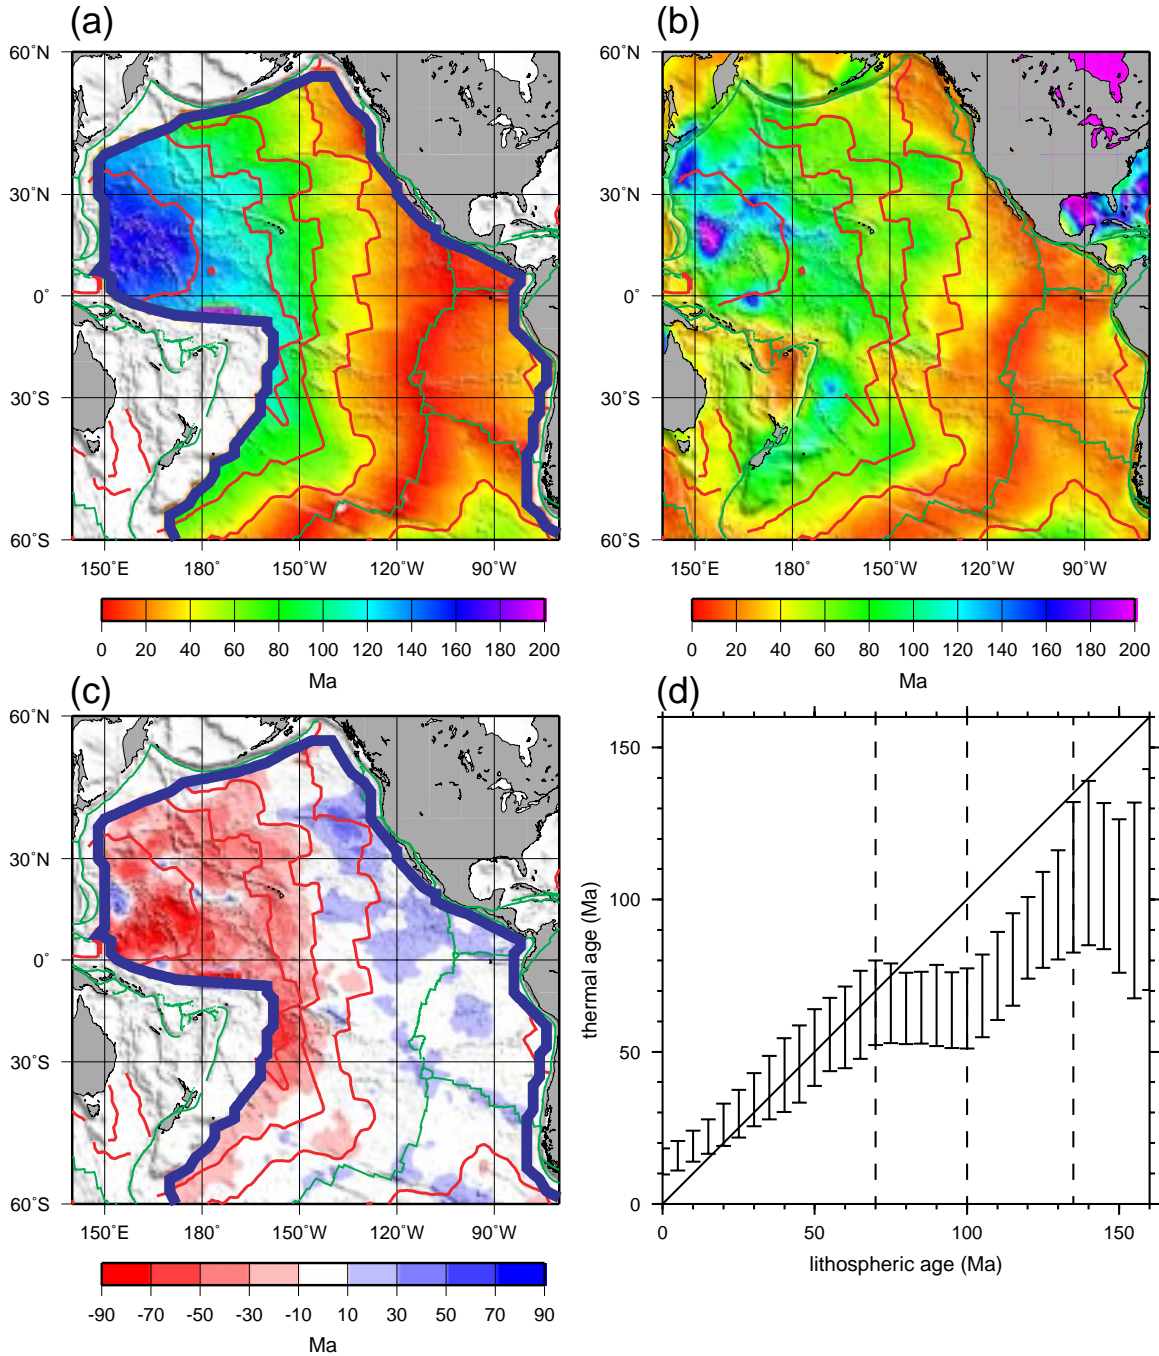 (a)
60°N
30°N
0°
30°S
60°S
150°E 180° 150°W 120°W 90°W
0 20 40 60 80 100 120 140 160 180 200
Ma
(b)
60°N
30°N
0°
30°S
60°S
150°E 180° 150°W 120°W 90°W
0 20 40 60 80 100 120 140 160 180 200
Ma
(c)
60°N
30°N
0°
30°S
60°S
150°E 180° 150°W 120°W 90°W
-90 -70 -50 -30 -10 10 30 50 70 90
Ma
(d)
thermal age (Ma)
150
100
50
0
0 50 100 150
lithospheric age (Ma)